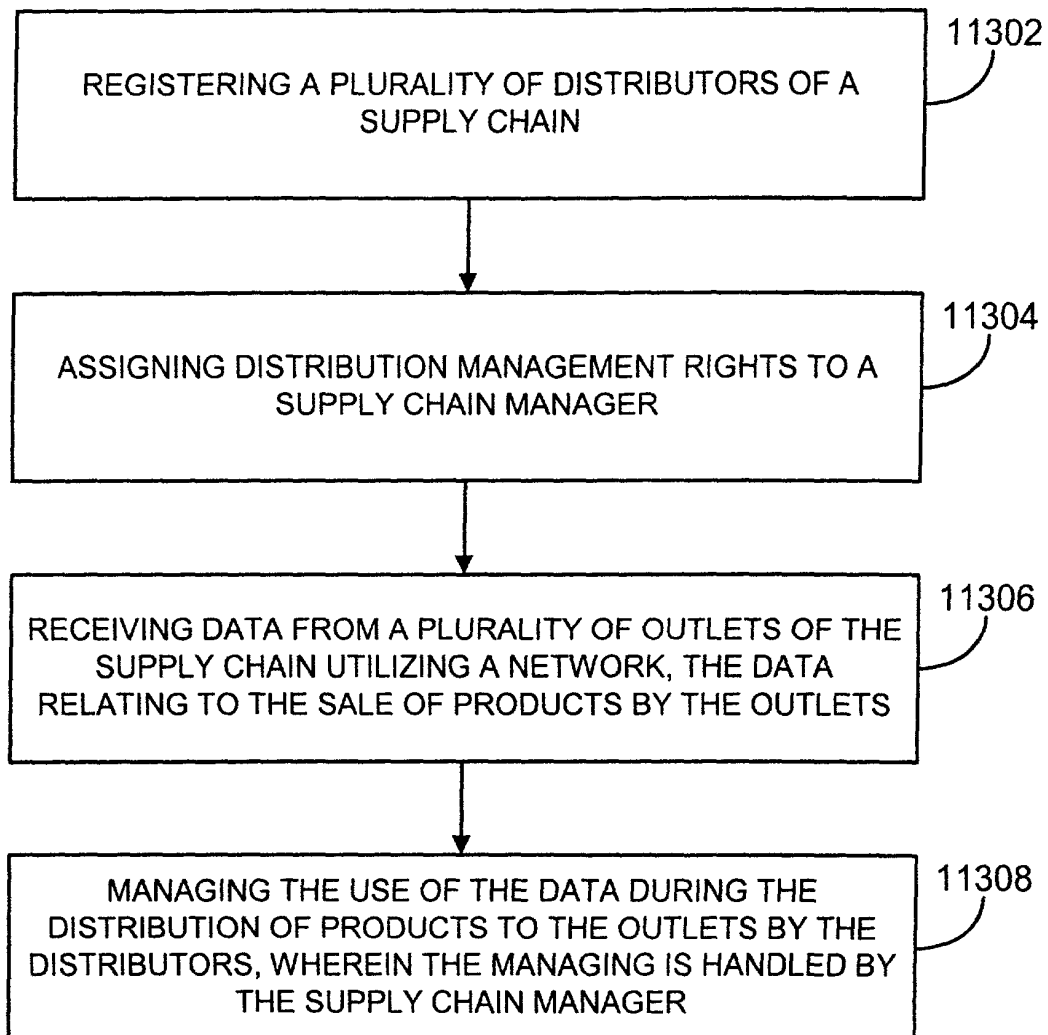 11302
REGISTERING A PLURALITY OF DISTRIBUTORS OF A
SUPPLY CHAIN
11304
ASSIGNING DISTRIBUTION MANAGEMENT RIGHTS TO A
SUPPLY CHAIN MANAGER
11306
RECEIVING DATA FROM A PLURALITY OF OUTLETS OF THE
SUPPLY CHAIN UTILIZING A NETWORK, THE DATA
RELATING TO THE SALE OF PRODUCTS BY THE OUTLETS
11308
MANAGING THE USE OF THE DATA DURING THE
DISTRIBUTION OF PRODUCTS TO THE OUTLETS BY THE
DISTRIBUTORS, WHEREIN THE MANAGING IS HANDLED BY
THE SUPPLY CHAIN MANAGER